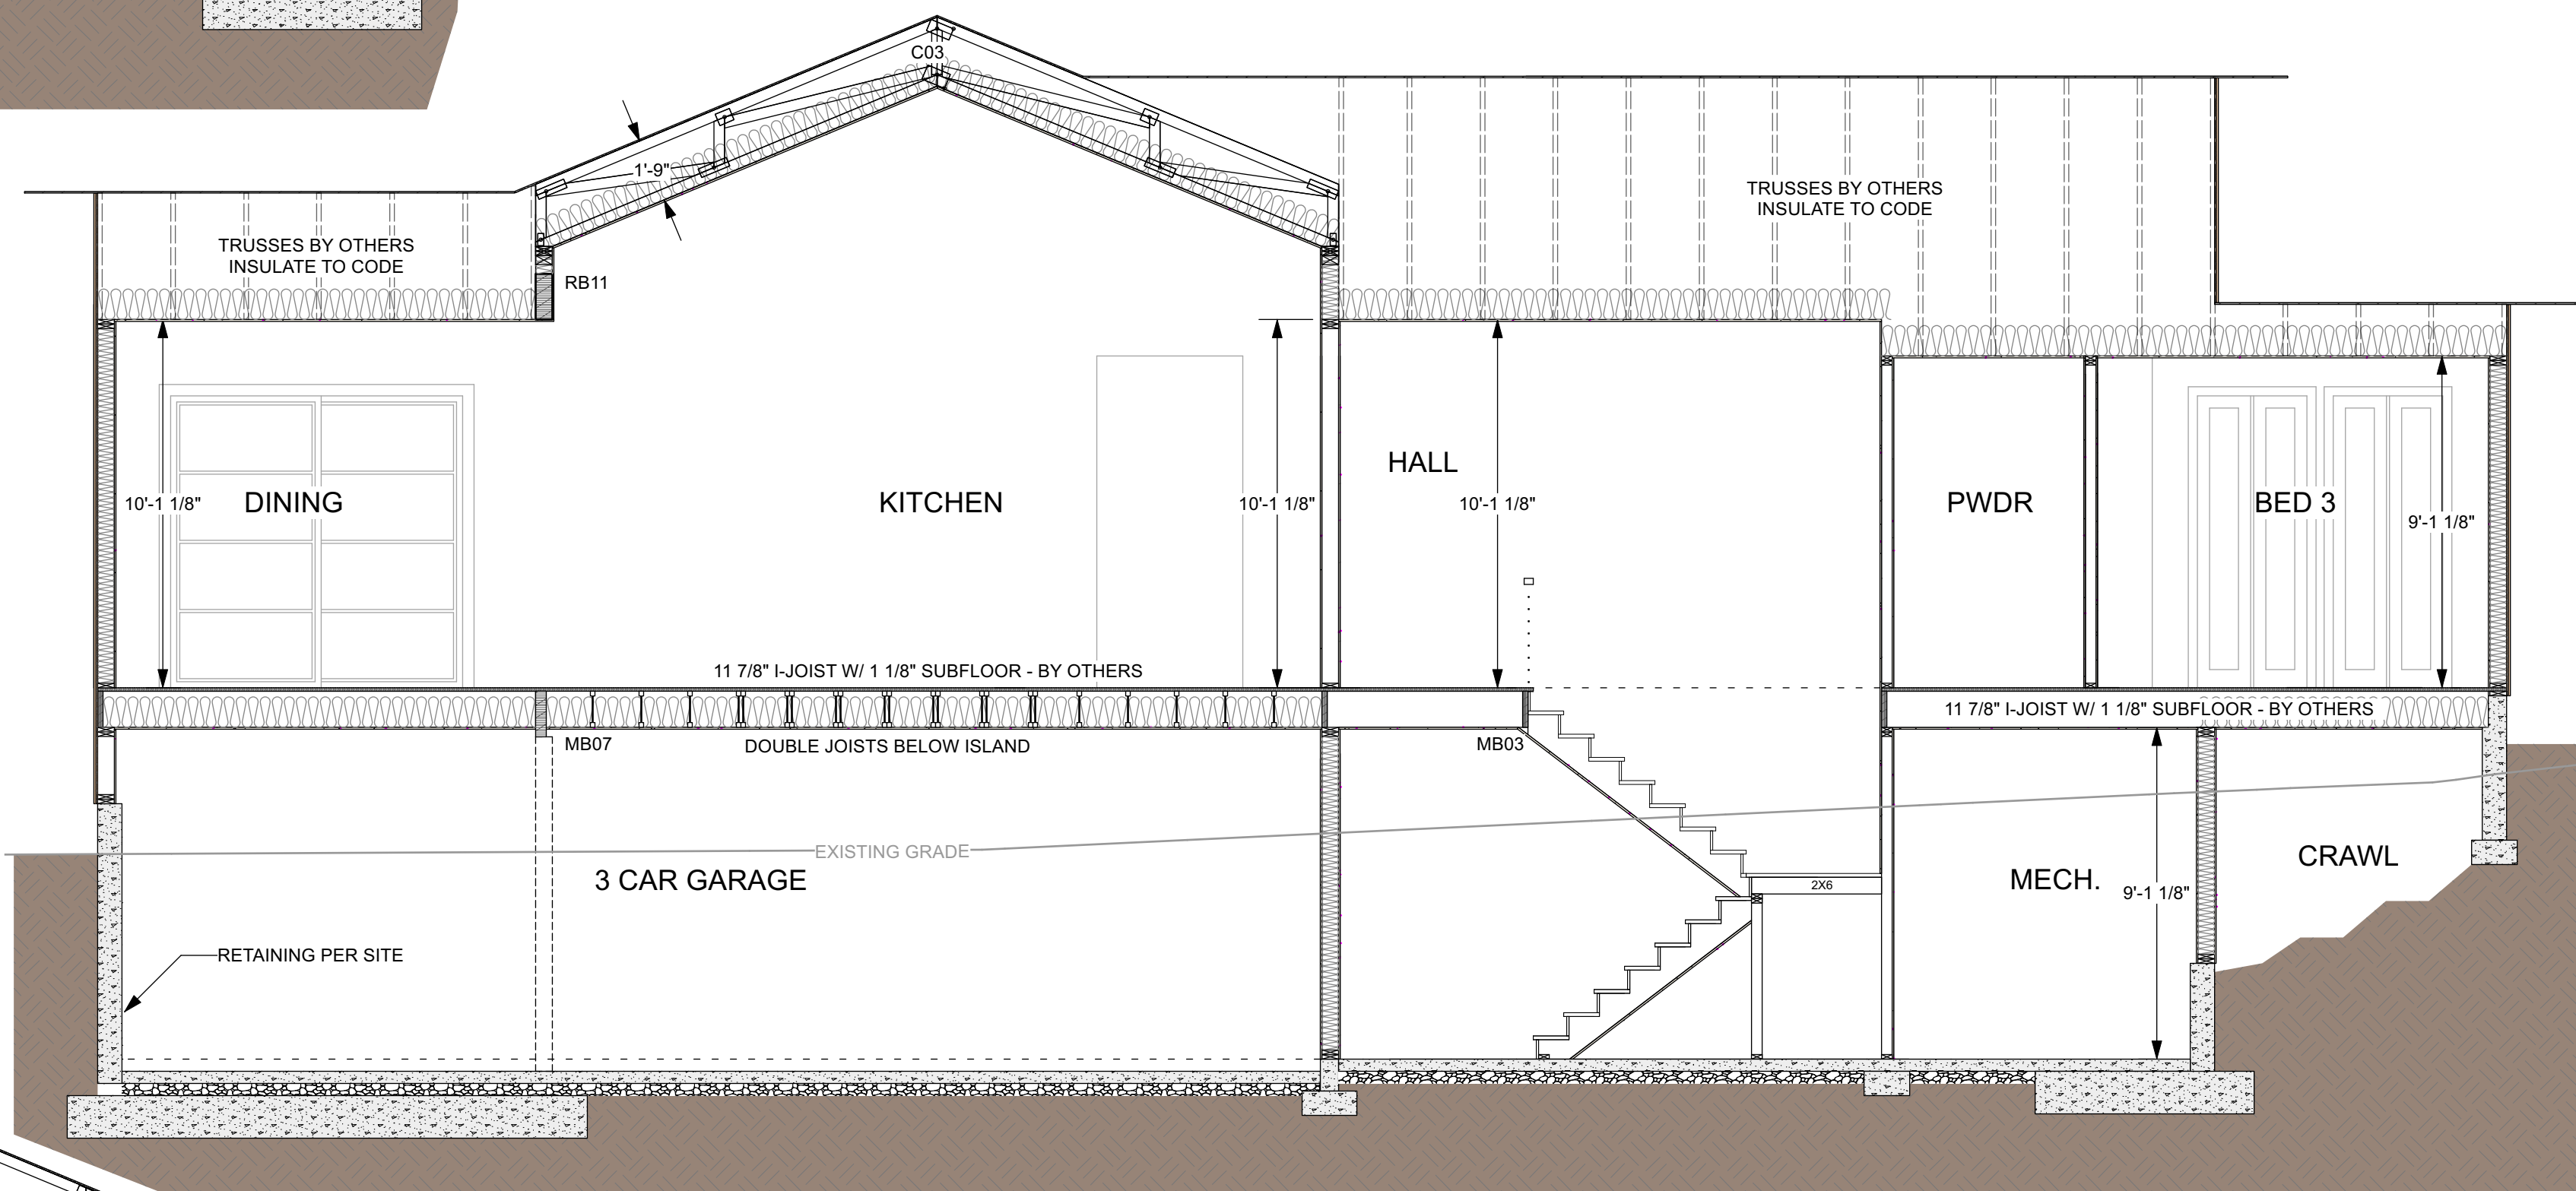 C03
1'-9"
TRUSSES BY OTHERS
INSULATE TO CODE
TRUSSES BY OTHERS
INSULATE TO CODE
RB11
HALL
10'-1 1/8"
DINING
KITCHEN
10'-1 1/8"
10'-1 1/8"
PWDR
BED 3
9'-1 1/8"
11 7/8" I-JOIST W/ 1 1/8" SUBFLOOR - BY OTHERS
11 7/8" I-JOIST W/ 1 1/8" SUBFLOOR - BY OTHERS
MB07
DOUBLE JOISTS BELOW ISLAND
MB03
EXISTING GRADE
3 CAR GARAGE
2X6
MECH.
9'-1 1/8"
CRAWL
RETAINING PER SITE